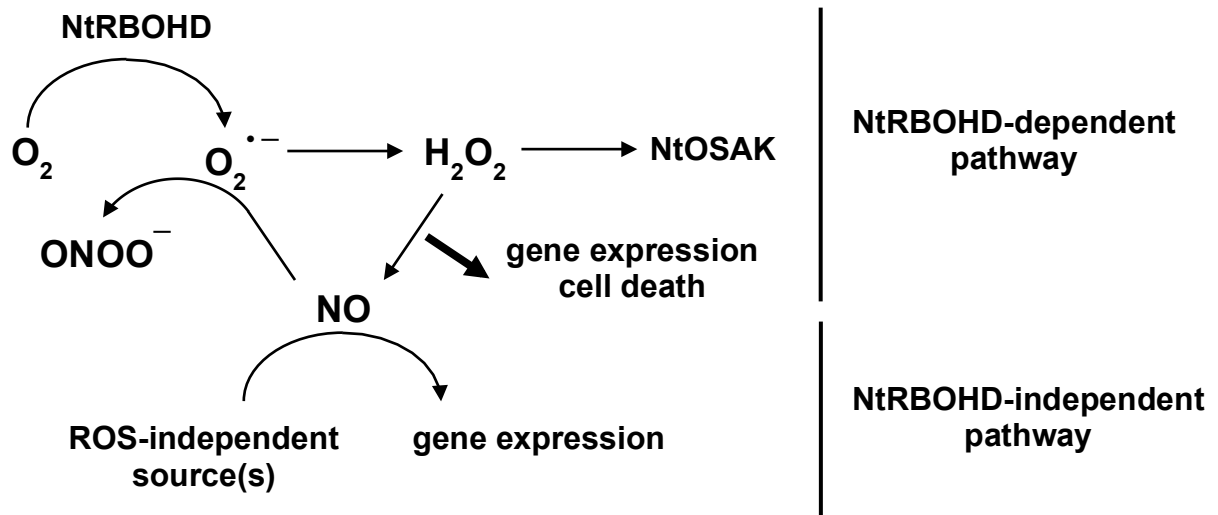 NtRBOHD
O₂
O₂•–
H₂O₂
NtOSAK
NtRBOHD-dependent
pathway
ONOO–
gene expression
cell death
NO
ROS-independent
source(s)
gene expression
NtRBOHD-independent
pathway